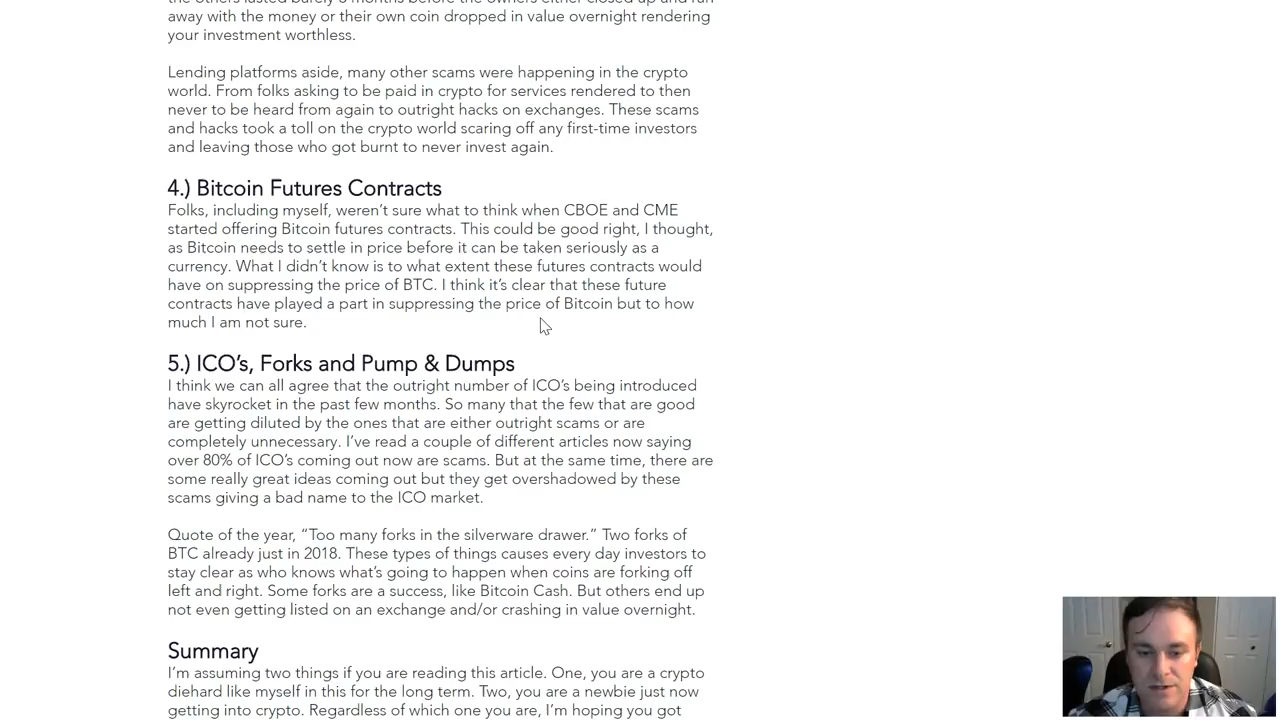 away with the money or their own coin dropped in value overnight rendering
your investment worthless.
Lending platforms aside, many other scams were happening in the crypto
world. From folks asking to be paid in crypto for services rendered to then
never to be heard from again to outright hacks on exchanges. These scams
and hacks took a toll on the crypto world scaring off any first-time investors
and leaving those who got burnt to never invest again.
4.) Bitcoin Futures Contracts
Folks, including myself, weren’t sure what to think when CBOE and CME
started offering Bitcoin futures contracts. This could be good right, I thought,
as Bitcoin needs to settle in price before it can be taken seriously as a
currency. What I didn’t know is to what extent these futures contracts would
have on suppressing the price of BTC. I think it’s clear that these future
contracts have played a part in suppressing the price of Bitcoin but to how
much I am not sure.
5.) ICO’s, Forks and Pump & Dumps
I think we can all agree that the outright number of ICO’s being introduced
have skyrocket in the past few months. So many that the few that are good
are getting diluted by the ones that are either outright scams or are
completely unnecessary. I’ve read a couple of different articles now saying
over 80% of ICO’s coming out now are scams. But at the same time, there are
some really great ideas coming out but they get overshadowed by these
scams giving a bad name to the ICO market.
Quote of the year, “Too many forks in the silverware drawer.” Two forks of
BTC already just in 2018. These types of things causes every day investors to
stay clear as who knows what’s going to happen when coins are forking off
left and right. Some forks are a success, like Bitcoin Cash. But others end up
not even getting listed on an exchange and/or crashing in value overnight.
Summary
I’m assuming two things if you are reading this article. One, you are a crypto
diehard like myself in this for the long term. Two, you are a newbie just now
getting into crypto. Regardless of which one you are, I’m hoping you got